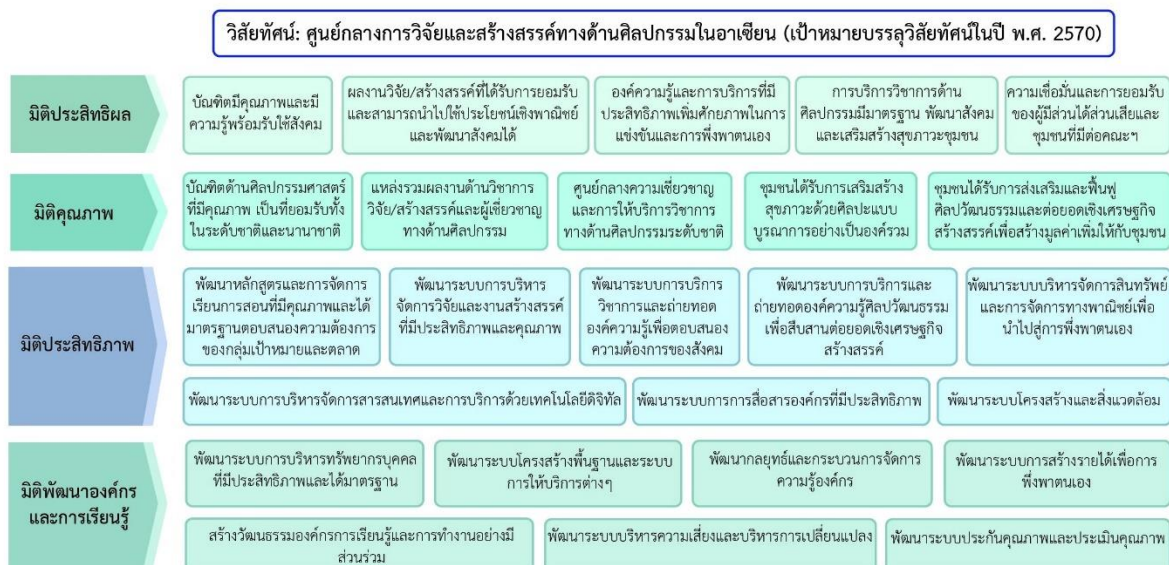 วิสัยทัศน์: ศูนย์กลางการวิจัยและสร้างสรรค์ทางด้านศิลปกรรมในอาเซียน (เป้าหมายบรรลุวิสัยทัศน์ในปี พ.ศ. 2570)
มิติประสิทธิผล
บัณฑิตมีคุณภาพและมี
ความรู้พร้อมรับใช้สังคม
ผลงานวิจัย/สร้างสรรค์ที่ได้รับการยอมรับ
และสามารถนำไปใช้ประโยชน์เชิงพาณิชย์
และพัฒนาสังคมได้
องค์ความรู้และการบริการที่มี
ประสิทธิภาพเพิ่มศักยภาพในการ
แข่งขันและการพึ่งพาตนเอง
การบริการวิชาการด้าน
ศิลปกรรมมีมาตรฐาน พัฒนาสังคม
และเสริมสร้างสุขภาวะชุมชน
ความเชื่อมั่นและการยอมรับ
ของผู้มีส่วนได้ส่วนเสียและ
ชุมชนที่มีต่อคณะฯ
มิติคุณภาพ
บัณฑิตด้านศิลปกรรมศาสตร์
ที่มีคุณภาพ เป็นที่ยอมรับทั้ง
ในระดับชาติและนานาชาติ
แหล่งรวมผลงานด้านวิชาการ
วิจัย/สร้างสรรค์และผู้เชี่ยวชาญ
ทางด้านศิลปกรรม
ศูนย์กลางความเชี่ยวชาญ
และการให้บริการวิชาการ
ทางด้านศิลปกรรมระดับชาติ
ชุมชนได้รับการเสริมสร้าง
สุขภาวะด้วยศิลปะแบบ
บูรณาการอย่างเป็นองค์รวม
ชุมชนได้รับการส่งเสริมและฟื้นฟู
ศิลปวัฒนธรรมและต่อยอดเชิงเศรษฐกิจ
สร้างสรรค์เพื่อสร้างมูลค่าเพิ่มให้กับชุมชน
มิติประสิทธิภาพ
พัฒนาหลักสูตรและการจัดการ
เรียนการสอนที่มีคุณภาพและได้
มาตรฐานตอบสนองความต้องการ
ของกลุ่มเป้าหมายและตลาด
พัฒนาระบบการบริหาร
จัดการวิจัยและงานสร้างสรรค์
ที่มีประสิทธิภาพและคุณภาพ
พัฒนาระบบการบริการ
วิชาการและถ่ายทอด
องค์ความรู้เพื่อตอบสนอง
ความต้องการของสังคม
พัฒนาระบบการบริการและ
ถ่ายทอดองค์ความรู้ศิลปวัฒนธรรม
เพื่อสืบสานต่อยอดเชิงเศรษฐกิจ
สร้างสรรค์
พัฒนาระบบบริหารจัดการสินทรัพย์
และการจัดการทางพาณิชย์เพื่อ
นำไปสู่การพึ่งพาตนเอง
พัฒนาระบบการบริหารจัดการสารสนเทศและการบริการด้วยเทคโนโลยีดิจิทัล
พัฒนาระบบการการสื่อสารองค์กรที่มีประสิทธิภาพ
พัฒนาระบบโครงสร้างและสิ่งแวดล้อม
มิติพัฒนาองค์กร
และการเรียนรู้
พัฒนาระบบการบริหารทรัพยากรบุคคล
ที่มีประสิทธิภาพและได้มาตรฐาน
พัฒนาระบบโครงสร้างพื้นฐานและระบบ
การให้บริการต่างๆ
พัฒนากลยุทธ์และกระบวนการจัดการ
ความรู้องค์กร
พัฒนาระบบการสร้างรายได้เพื่อการ
พึ่งพาตนเอง
สร้างวัฒนธรรมองค์กรการเรียนรู้และการทำงานอย่างมี
ส่วนร่วม
พัฒนาระบบบริหารความเสี่ยงและบริหารการเปลี่ยนแปลง
พัฒนาระบบประกันคุณภาพและประเมินคุณภาพ